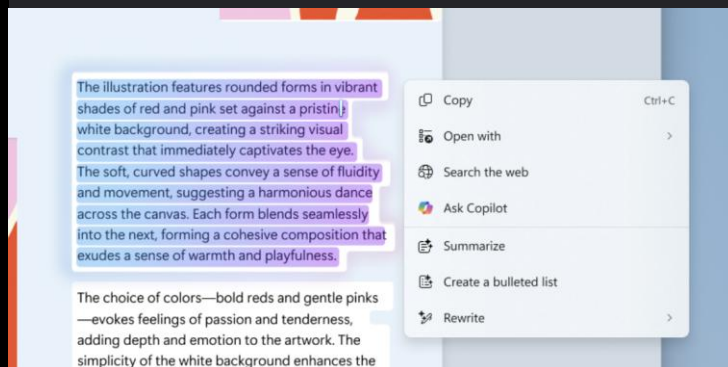 The illustration features rounded forms in vibrant
shades of red and pink set against a pristine
white background, creating a striking visual
contrast that immediately captivates the eye.
The soft, curved shapes convey a sense of fluidity
and movement, suggesting a harmonious dance
across the canvas. Each form blends seamlessly
into the next, forming a cohesive composition that
exudes a sense of warmth and playfulness.
The choice of colors—bold reds and gentle pinks
—evokes feelings of passion and tenderness,
adding depth and emotion to the artwork. The
simplicity of the white background enhances the
Copy Ctrl+C
Open with
Search the web
Ask Copilot
Summarize
Create a bulleted list
Rewrite